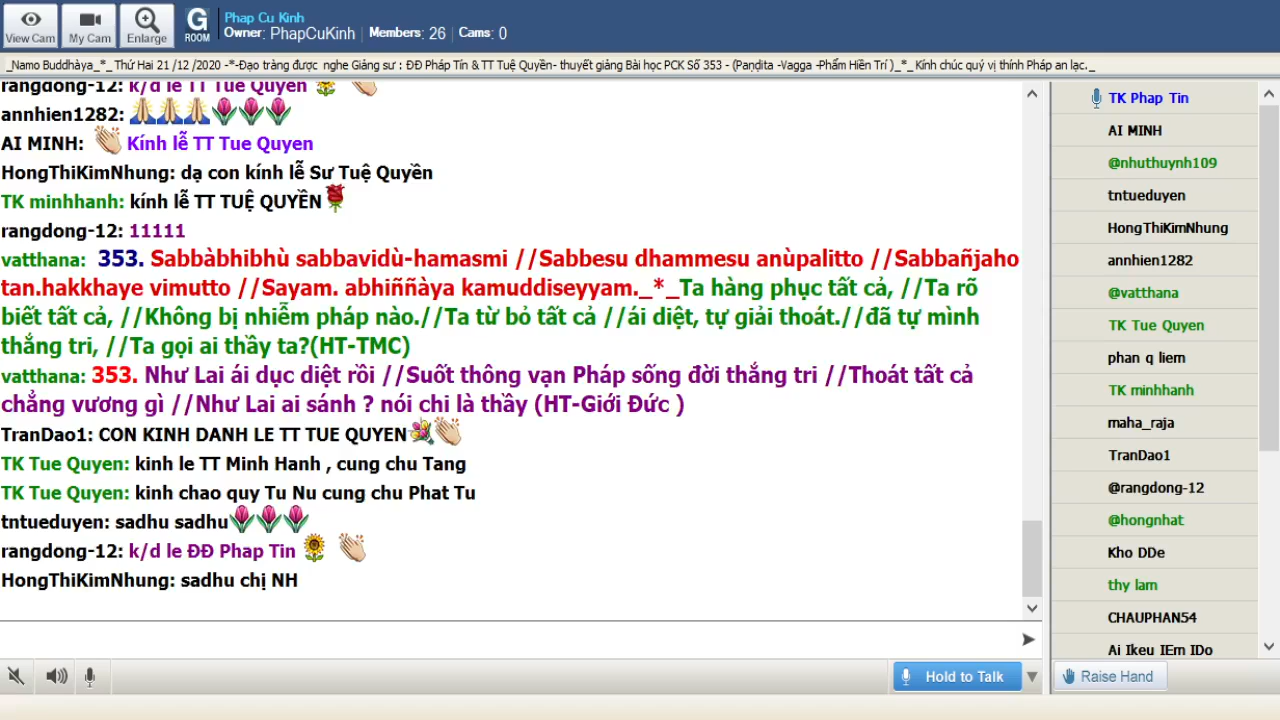 View Cam
My Cam
Enlarge
G
ROOM
Phap Cu Kinh
Owner: PhapCuKinh | Members: 26 | Cams: 0
_Namo Buddhàya_*_ Thứ Hai 21 /12 /2020 -*-Đạo tràng được nghe Giảng sư : ĐĐ Pháp Tín & TT Tuệ Quyền- thuyết giảng Bài học PCK Số 353 - (Paṇḍita -Vagga -Phẩm Hiền Trí )_*_ Kính chúc quý vị thính Pháp an lạc._
rangdong-12: k/d le TT Tue Quyen
annhien1282:
AI MINH: Kính lễ TT Tue Quyen
HongThiKimNhung: dạ con kính lễ Sư Tuệ Quyền
TK minhhanh: kính lễ TT TUỆ QUYỀN
rangdong-12: 11111
vatthana: 353. Sabbàbhibhù sabbavidù-hamasmi //Sabbesu dhammesu anùpalitto //Sabbañjaho
tan.hakkhaye vimutto //Sayam. abhiññàya kamuddiseyyam._*_Ta hàng phục tất cả, //Ta rõ
biết tất cả, //Không bị nhiễm pháp nào.//Ta từ bỏ tất cả //ái diệt, tự giải thoát.//đã tự mình
thắng tri, //Ta gọi ai thầy ta?(HT-TMC)
vatthana: 353. Như Lai ái dục diệt rồi //Suốt thông vạn Pháp sống đời thắng tri //Thoát tất cả
chẳng vương gì //Như Lai ai sánh ? nói chi là thầy (HT-Giới Đức )
TranDao1: CON KINH DANH LE TT TUE QUYEN
TK Tue Quyen: kinh le TT Minh Hanh , cung chu Tang
TK Tue Quyen: kinh chao quy Tu Nu cung chu Phat Tu
tntueduyen: sadhu sadhu
rangdong-12: k/d le ĐĐ Phap Tin
HongThiKimNhung: sadhu chị NH
Hold to Talk
TK Phap Tin
AI MINH
@nhuthuynh109
tntueduyen
HongThiKimNhung
annhien1282
@vatthana
TK Tue Quyen
phan q liem
TK minhhanh
maha_raja
TranDao1
@rangdong-12
@hongnhat
Kho DDe
thy lam
CHAUPHAN54
Ai Ikeu IEm IDo
Raise Hand